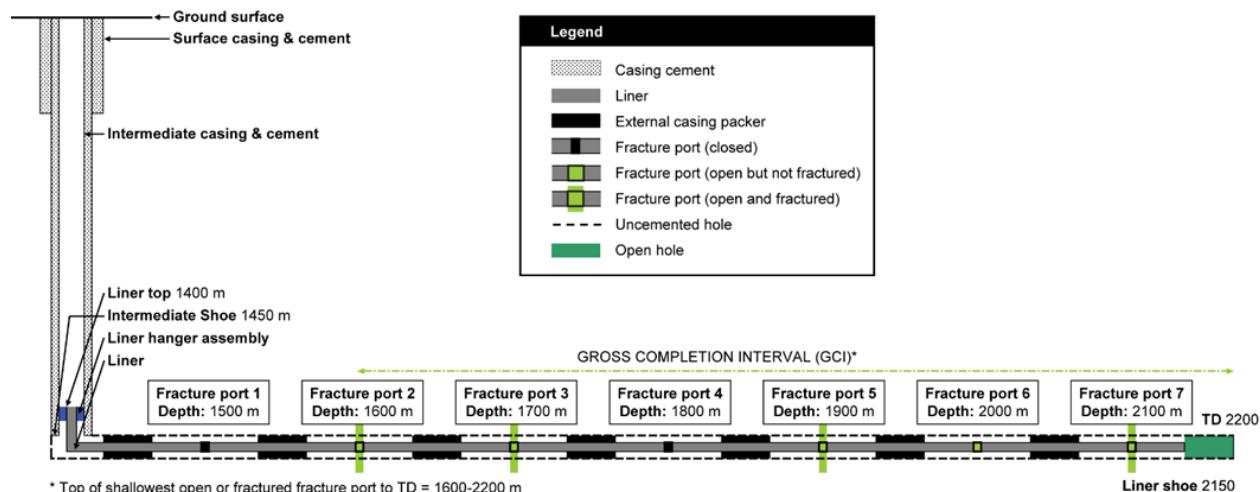 Ground surface
Surface casing & cement
Intermediate casing & cement
Legend
Casing cement
Liner
External casing packer
Fracture port (closed)
Fracture port (open but not fractured)
Fracture port (open and fractured)
Uncemented hole
Open hole
Liner top 1400 m
Intermediate Shoe 1450 m
Liner hanger assembly
Liner
GROSS COMPLETION INTERVAL (GCI)*
Fracture port 1
Depth: 1500 m
Fracture port 2
Depth: 1600 m
Fracture port 3
Depth: 1700 m
Fracture port 4
Depth: 1800 m
Fracture port 5
Depth: 1900 m
Fracture port 6
Depth: 2000 m
Fracture port 7
Depth: 2100 m
TD 2200
* Top of shallowest open or fractured fracture port to TD = 1600-2200 m
Liner shoe 2150